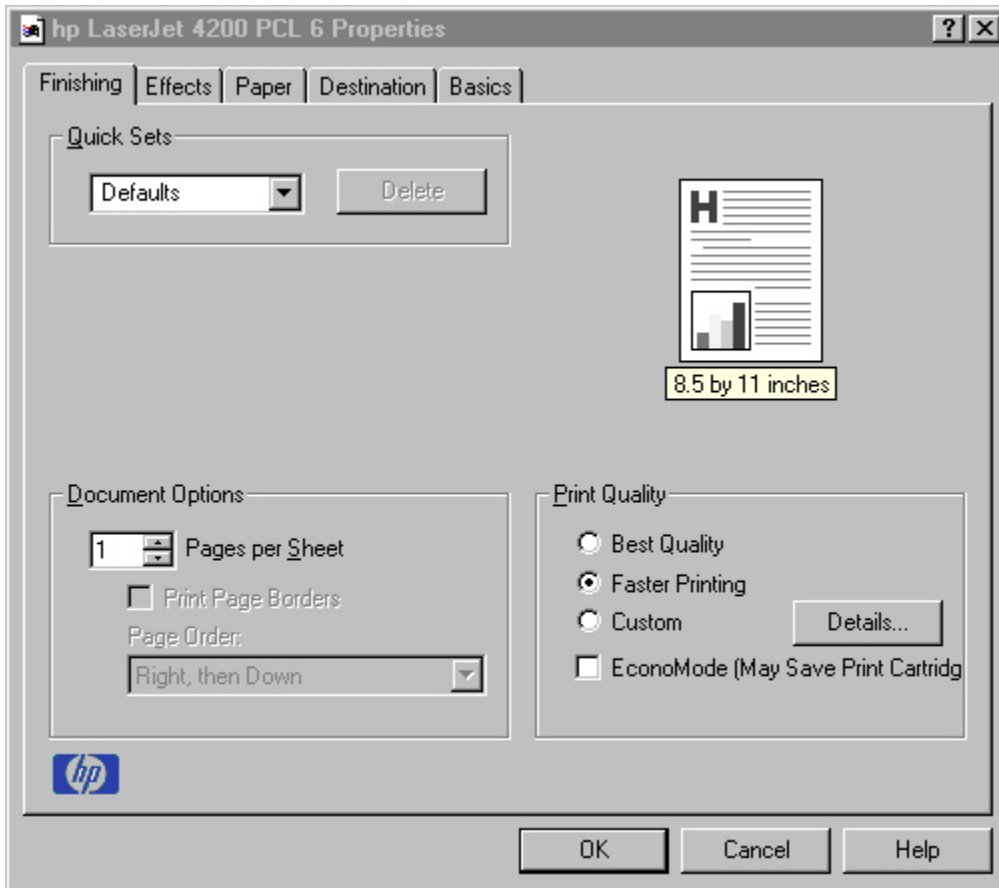 hp LaserJet 4200 PCL 6 Properties
Finishing
Effects
Paper
Destination
Basics
Quick Sets
Defaults
Delete
H
8.5 by 11 inches
Document Options
1 Pages per Sheet
Print Page Borders
Page Order:
Right, then Down
Print Quality
Best Quality
Faster Printing
Custom
Details...
EconoMode (May Save Print Cartridg
hp
OK
Cancel
Help